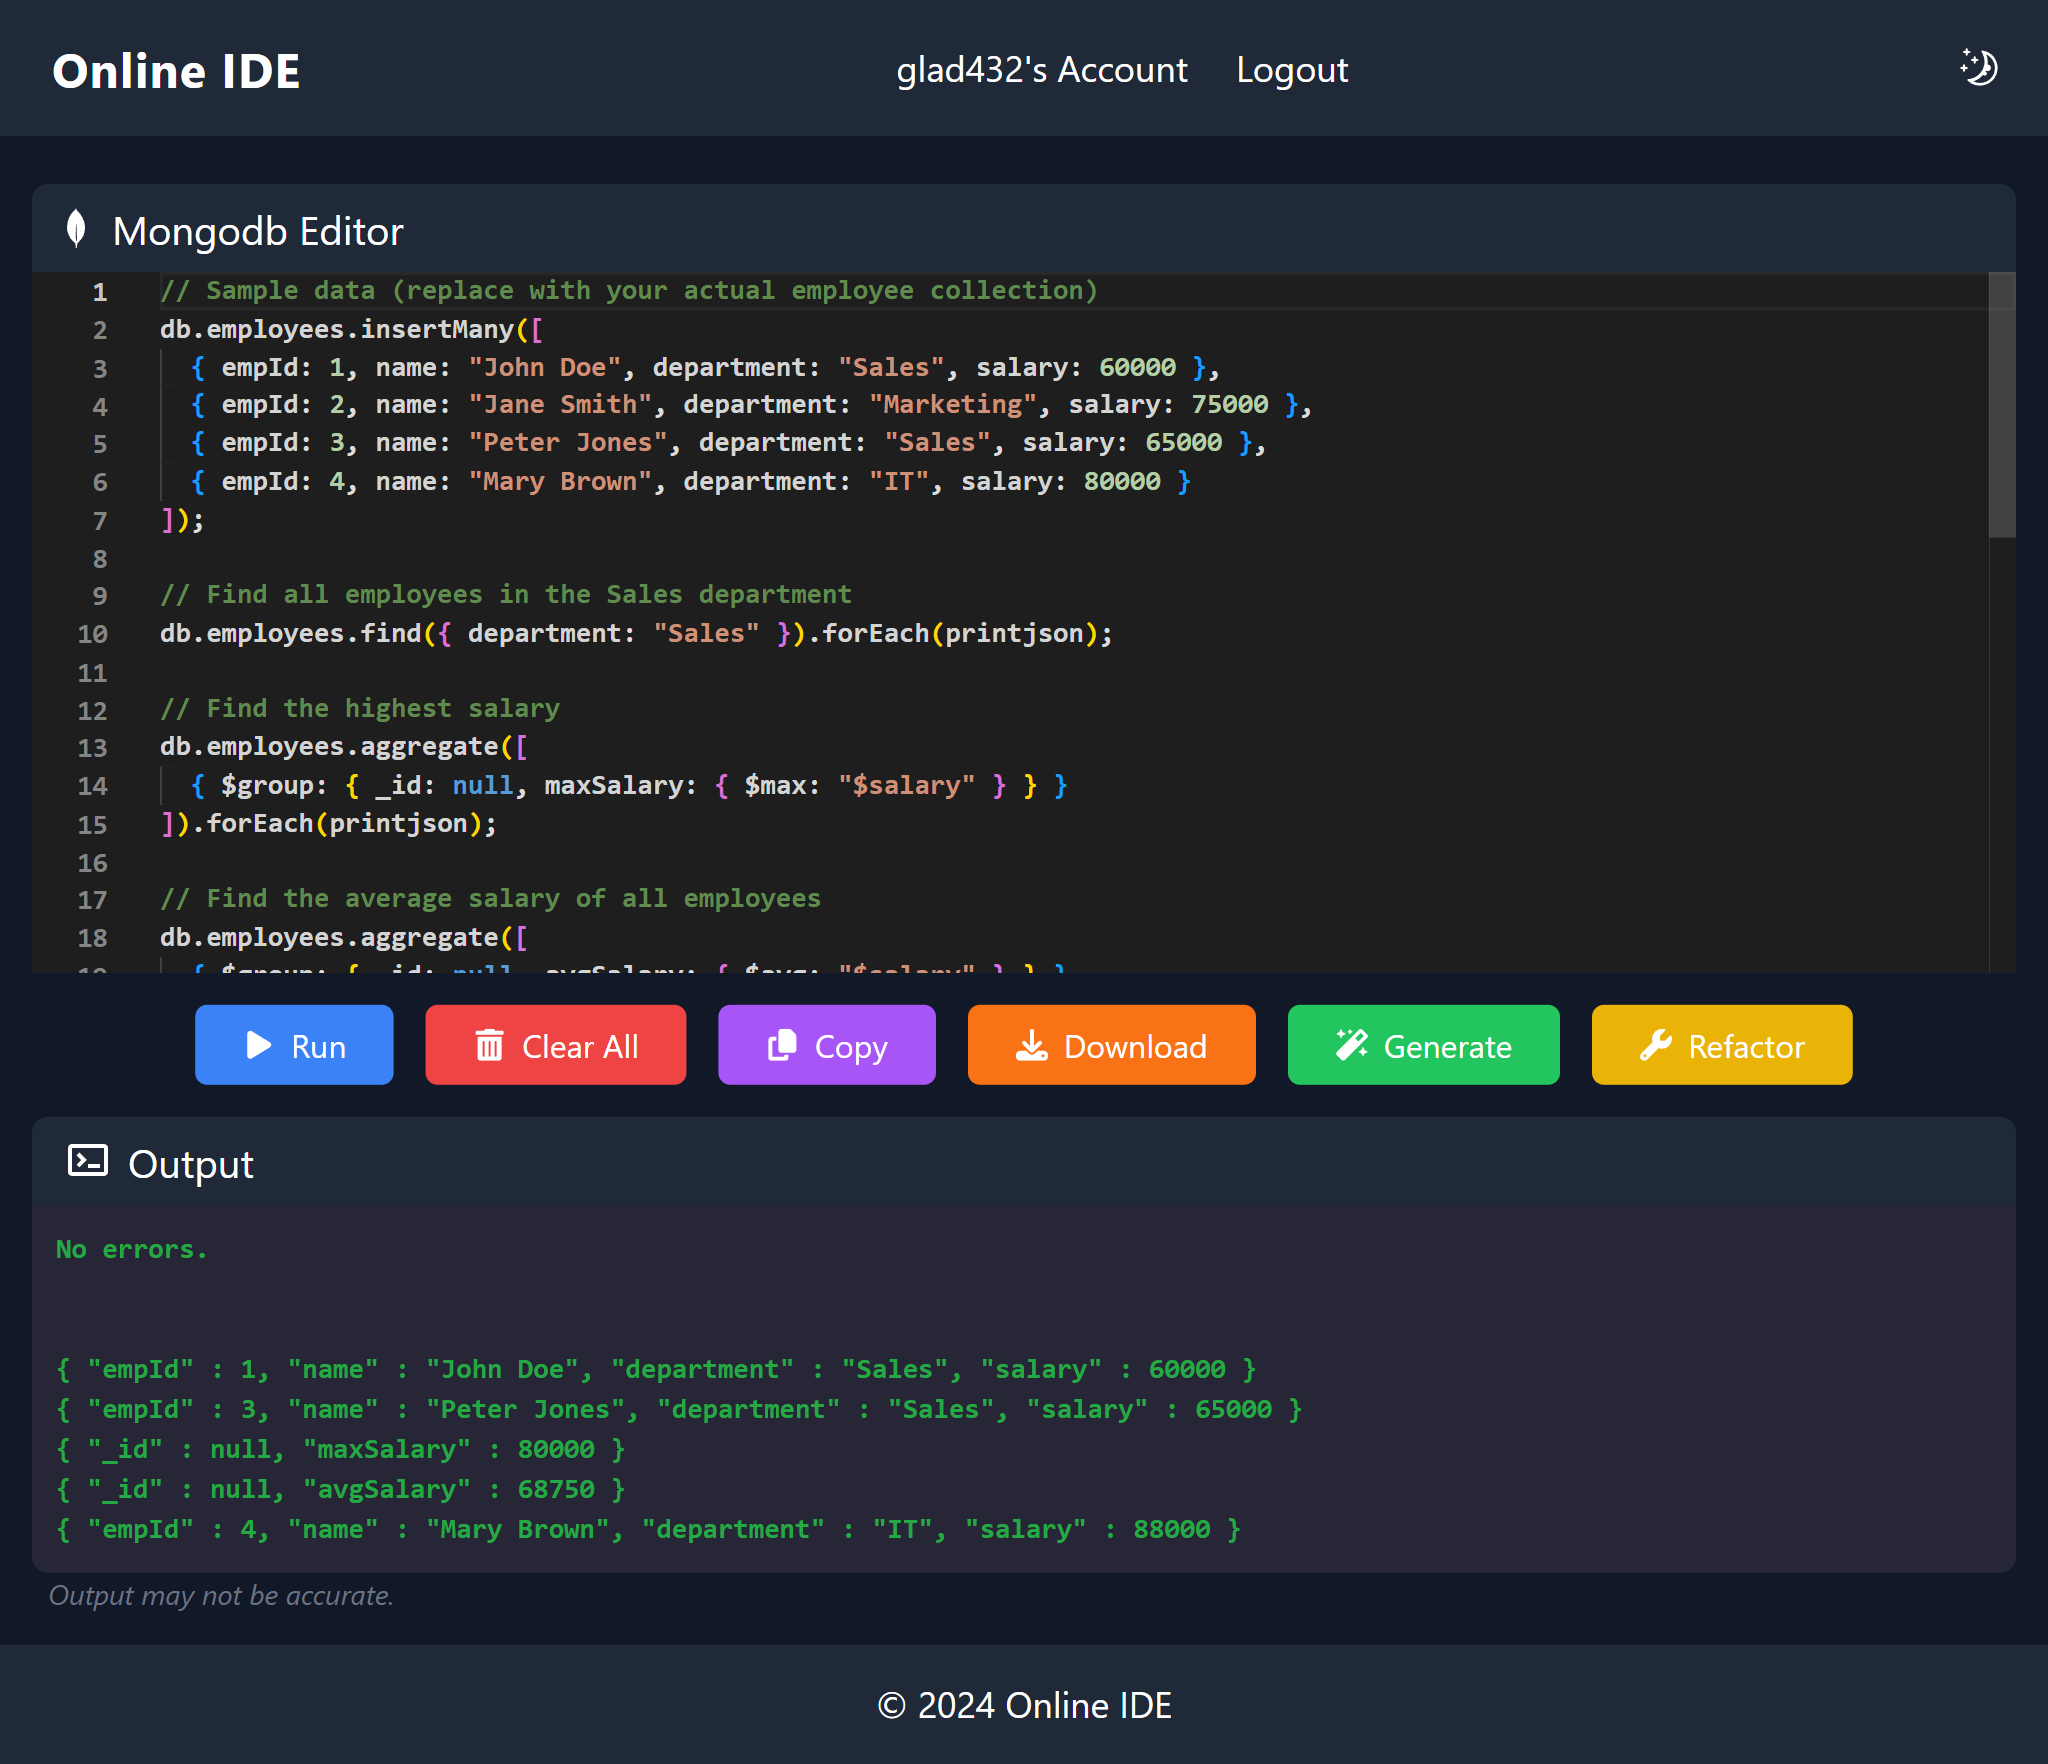 Online IDE
glad432's Account
Logout
Mongodb Editor
1 // Sample data (replace with your actual employee collection)
2 db.employees.insertMany([
3   { empId: 1, name: "John Doe", department: "Sales", salary: 60000 },
4   { empId: 2, name: "Jane Smith", department: "Marketing", salary: 75000 },
5   { empId: 3, name: "Peter Jones", department: "Sales", salary: 65000 },
6   { empId: 4, name: "Mary Brown", department: "IT", salary: 80000 }
7 ]);
8
9 // Find all employees in the Sales department
10 db.employees.find({ department: "Sales" }).forEach(printjson);
11
12 // Find the highest salary
13 db.employees.aggregate([
14   { $group: { _id: null, maxSalary: { $max: "$salary" } } }
15 ]).forEach(printjson);
16
17 // Find the average salary of all employees
18 db.employees.aggregate([
19   { $group: { _id: null, avgSalary: { $avg: "$salary" } } }
Run
Clear All
Copy
Download
Generate
Refactor
Output
No errors.
{ "empId" : 1, "name" : "John Doe", "department" : "Sales", "salary" : 60000 }
{ "empId" : 3, "name" : "Peter Jones", "department" : "Sales", "salary" : 65000 }
{ "_id" : null, "maxSalary" : 80000 }
{ "_id" : null, "avgSalary" : 68750 }
{ "empId" : 4, "name" : "Mary Brown", "department" : "IT", "salary" : 88000 }
Output may not be accurate.
© 2024 Online IDE